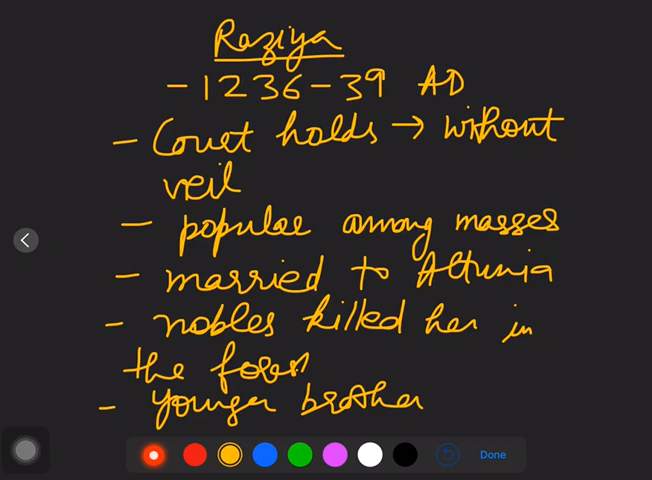 Raziya
- 1236-39 AD
- Court holds → without
veil
- popular among masses
- married to Altunia
- nobles killed her in
the forest
- younger brother
Done